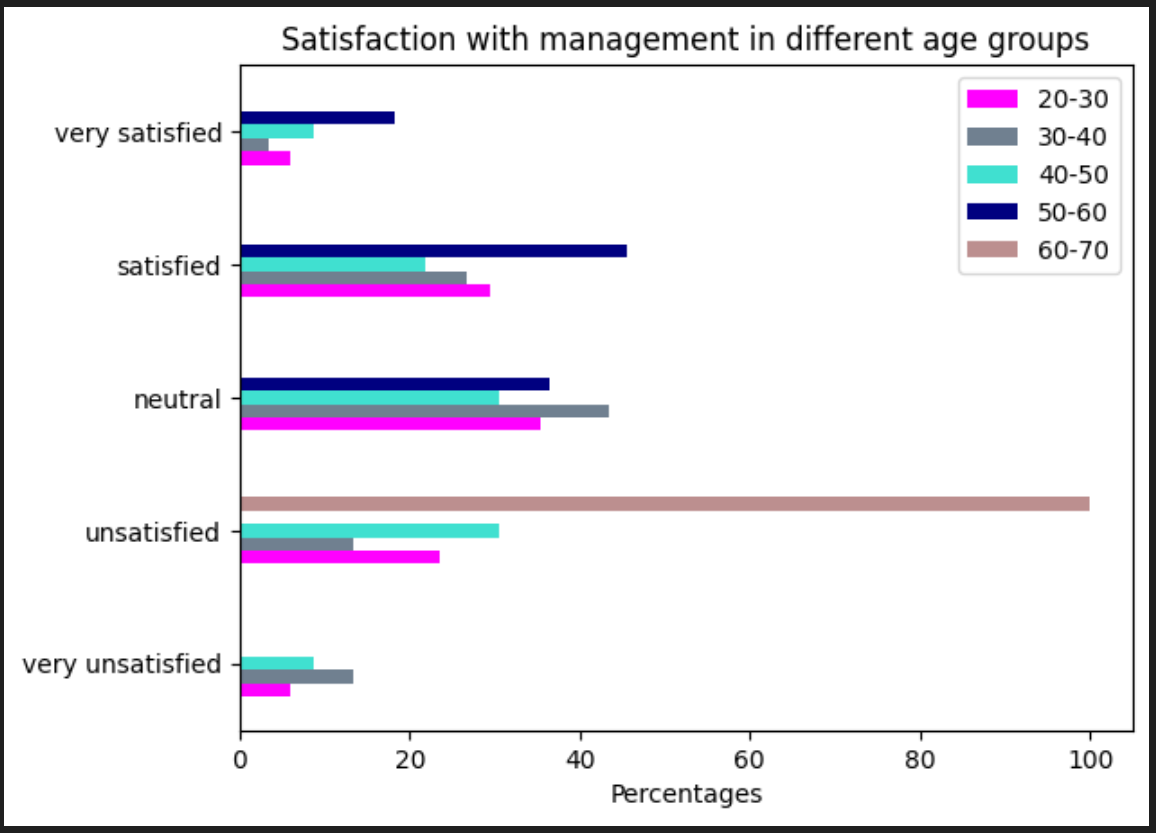 Satisfaction with management in different age groups
20-30
30-40
40-50
50-60
60-70
very satisfied
satisfied
neutral
unsatisfied
very unsatisfied
0 20 40 60 80 100
Percentages